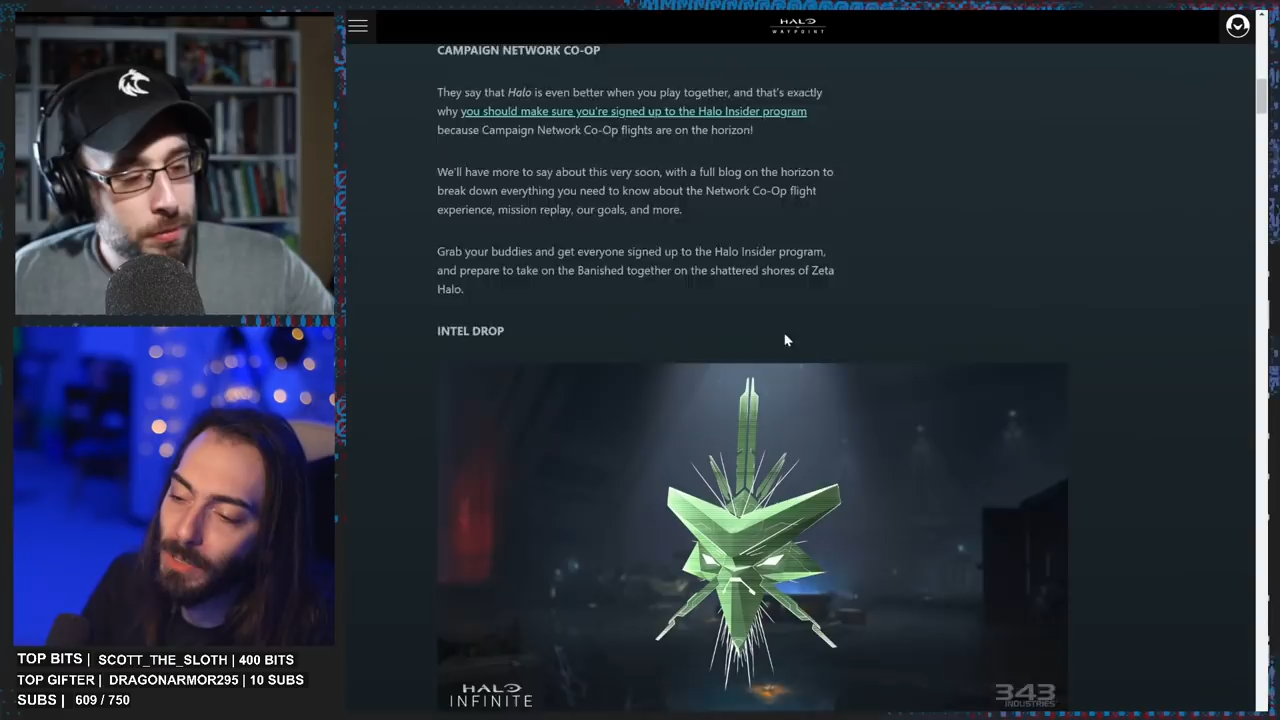 HALO
WAYPOINT
CAMPAIGN NETWORK CO-OP
They say that Halo is even better when you play together, and that's exactly
why you should make sure you're signed up to the Halo Insider program
because Campaign Network Co-Op flights are on the horizon!
We'll have more to say about this very soon, with a full blog on the horizon to
break down everything you need to know about the Network Co-Op flight
experience, mission replay, our goals, and more.
Grab your buddies and get everyone signed up to the Halo Insider program,
and prepare to take on the Banished together on the shattered shores of Zeta
Halo.
INTEL DROP
HALO
INFINITE
343
INDUSTRIES
TOP BITS | SCOTT_THE_SLOTH | 400 BITS
TOP GIFTER | DRAGONARMOR295 | 10 SUBS
SUBS | 609 / 750